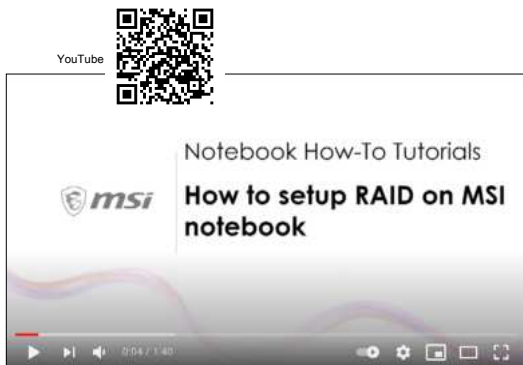 YouTube
Notebook How-To Tutorials
msi
How to setup RAID on MSI
notebook
0:04 / 1:40